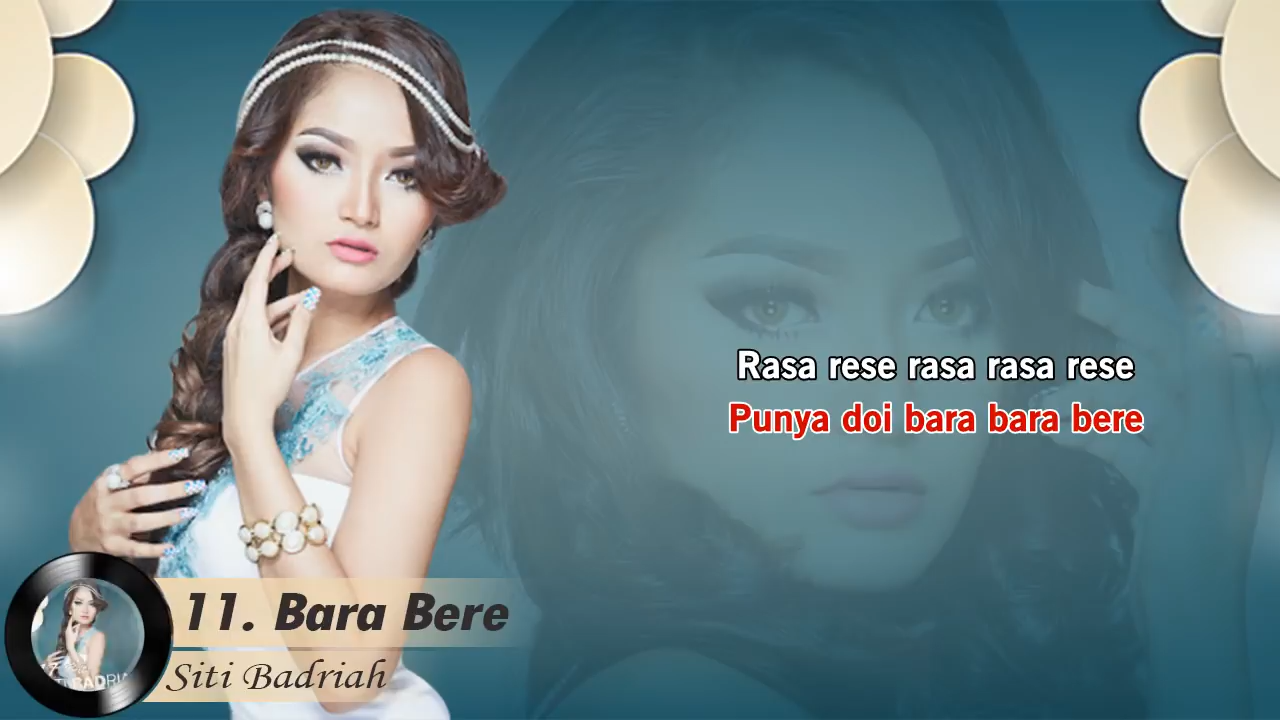 Rasa rese rasa rasa rese
Punya doi bara bara bere
11. Bara Bere
Siti Badriah